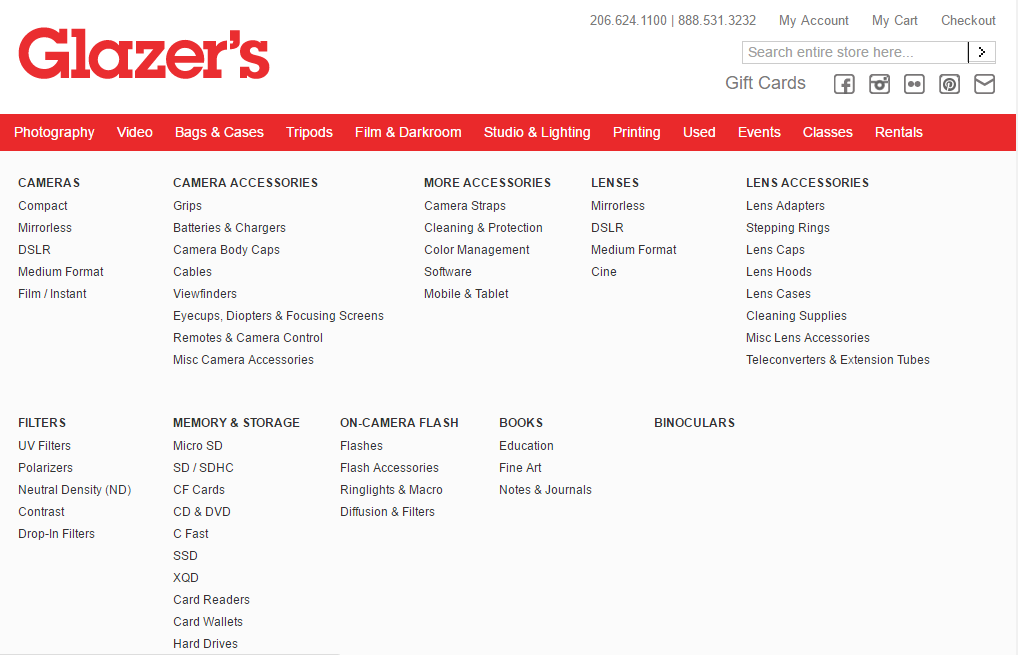 206.624.1100 | 888.531.3232 My Account My Cart Checkout
Glazer's
Search entire store here...
Gift Cards
Photography Video Bags & Cases Tripods Film & Darkroom Studio & Lighting Printing Used Events Classes Rentals
CAMERAS
Compact
Mirrorless
DSLR
Medium Format
Film / Instant
CAMERA ACCESSORIES
Grips
Batteries & Chargers
Camera Body Caps
Cables
Viewfinders
Eyecups, Diopters & Focusing Screens
Remotes & Camera Control
Misc Camera Accessories
MORE ACCESSORIES
Camera Straps
Cleaning & Protection
Color Management
Software
Mobile & Tablet
LENSES
Mirrorless
DSLR
Medium Format
Cine
LENS ACCESSORIES
Lens Adapters
Stepping Rings
Lens Caps
Lens Hoods
Lens Cases
Cleaning Supplies
Misc Lens Accessories
Teleconverters & Extension Tubes
FILTERS
UV Filters
Polarizers
Neutral Density (ND)
Contrast
Drop-In Filters
MEMORY & STORAGE
Micro SD
SD / SDHC
CF Cards
CD & DVD
C Fast
SSD
XQD
Card Readers
Card Wallets
Hard Drives
ON-CAMERA FLASH
Flashes
Flash Accessories
Ringlights & Macro
Diffusion & Filters
BOOKS
Education
Fine Art
Notes & Journals
BINOCULARS